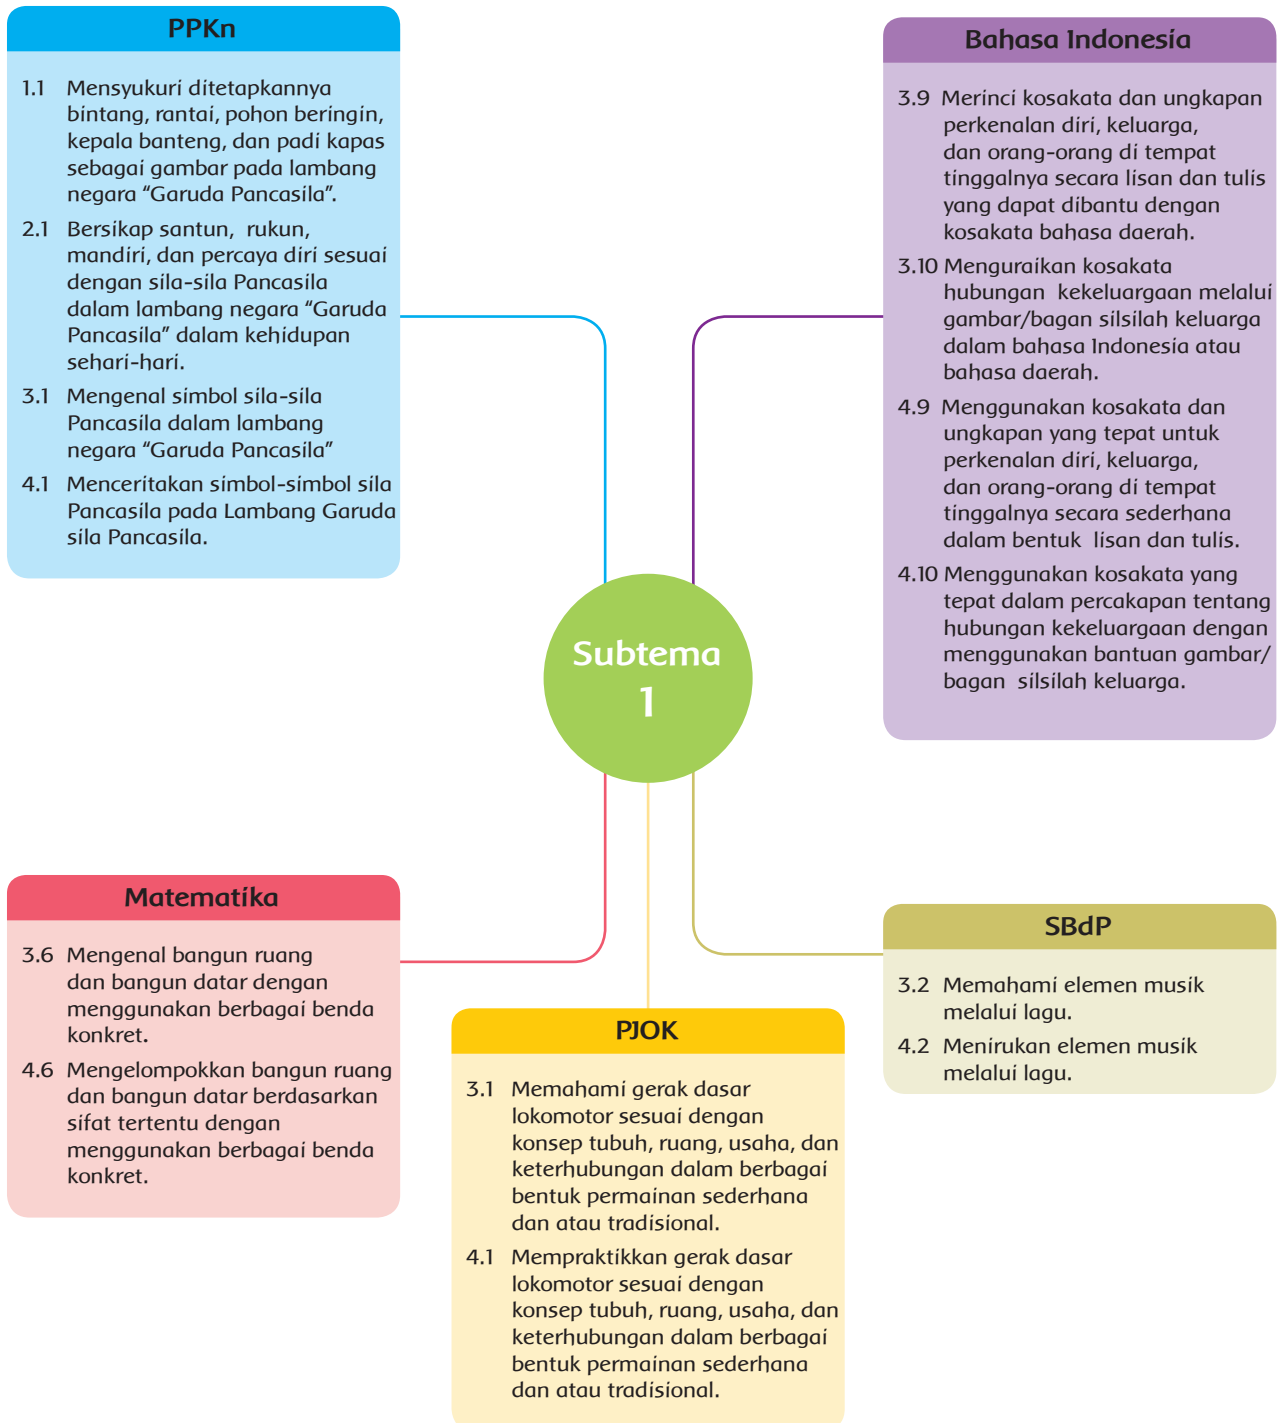 PPKn
1.1 Mensyukuri ditetapkannya
bintang, rantai, pohon beringin,
kepala banteng, dan padi kapas
sebagai gambar pada lambang
negara “Garuda Pancasila”.
2.1 Bersikap santun, rukun,
mandiri, dan percaya diri sesuai
dengan sila-sila Pancasila
dalam lambang negara “Garuda
Pancasila” dalam kehidupan
sehari-hari.
3.1 Mengenal simbol sila-sila
Pancasila dalam lambang
negara “Garuda Pancasila”
4.1 Menceritakan simbol-simbol sila
Pancasila pada Lambang Garuda
sila Pancasila.
Bahasa Indonesia
3.9 Merinci kosakata dan ungkapan
perkenalan diri, keluarga,
dan orang-orang di tempat
tinggalnya secara lisan dan tulis
yang dapat dibantu dengan
kosakata bahasa daerah.
3.10 Menguraikan kosakata
hubungan kekeluargaan melalui
gambar/bagan silsilah keluarga
dalam bahasa Indonesia atau
bahasa daerah.
4.9 Menggunakan kosakata dan
ungkapan yang tepat untuk
perkenalan diri, keluarga,
dan orang-orang di tempat
tinggalnya secara sederhana
dalam bentuk lisan dan tulis.
4.10 Menggunakan kosakata yang
tepat dalam percakapan tentang
hubungan kekeluargaan dengan
menggunakan bantuan gambar/
bagan silsilah keluarga.
Subtema
1
Matematika
3.6 Mengenal bangun ruang
dan bangun datar dengan
menggunakan berbagai benda
konkret.
4.6 Mengelompokkan bangun ruang
dan bangun datar berdasarkan
sifat tertentu dengan
menggunakan berbagai benda
konkret.
PJOK
3.1 Memahami gerak dasar
lokomotor sesuai dengan
konsep tubuh, ruang, usaha, dan
keterhubungan dalam berbagai
bentuk permainan sederhana
dan atau tradisional.
4.1 Mempraktikkan gerak dasar
lokomotor sesuai dengan
konsep tubuh, ruang, usaha, dan
keterhubungan dalam berbagai
bentuk permainan sederhana
dan atau tradisional.
SBdP
3.2 Memahami elemen musik
melalui lagu.
4.2 Menirukan elemen musik
melalui lagu.